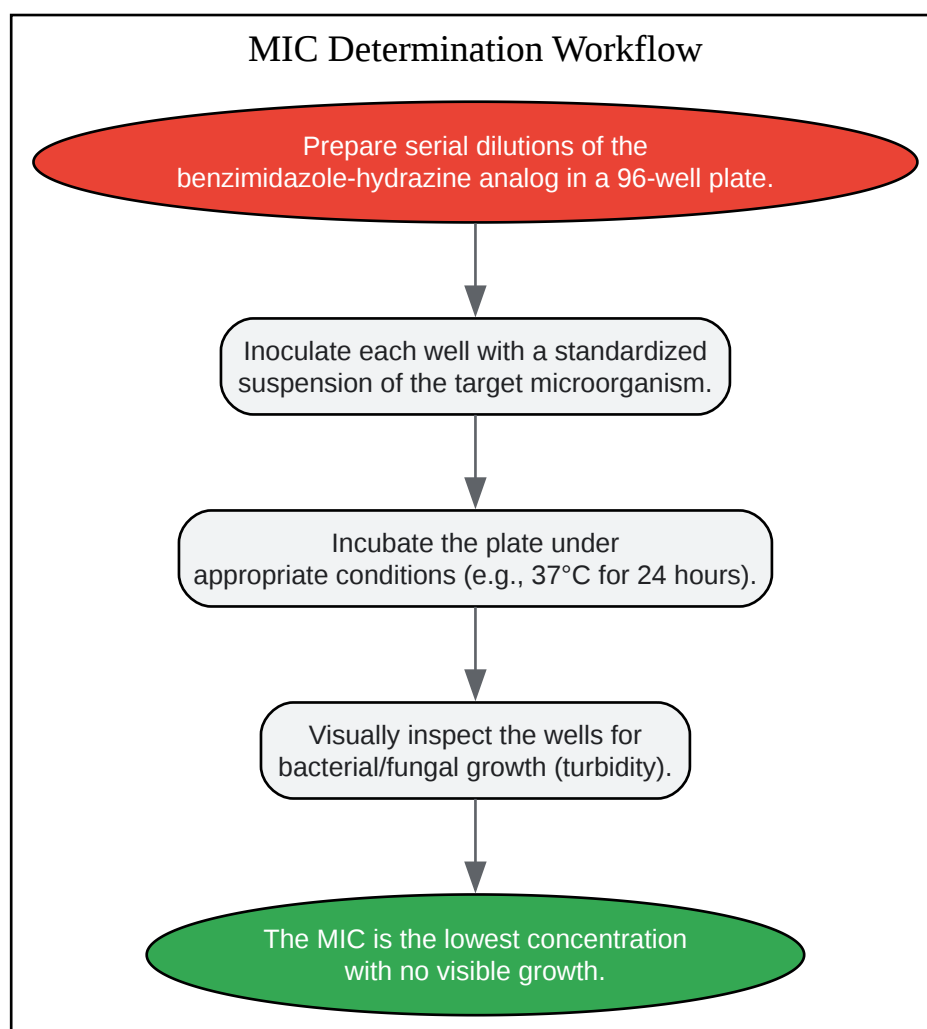 MIC Determination Workflow
Prepare serial dilutions of the
benzimidazole-hydrazine analog in a 96-well plate.
Inoculate each well with a standardized
suspension of the target microorganism.
Incubate the plate under
appropriate conditions (e.g., 37°C for 24 hours).
Visually inspect the wells for
bacterial/fungal growth (turbidity).
The MIC is the lowest concentration
with no visible growth.